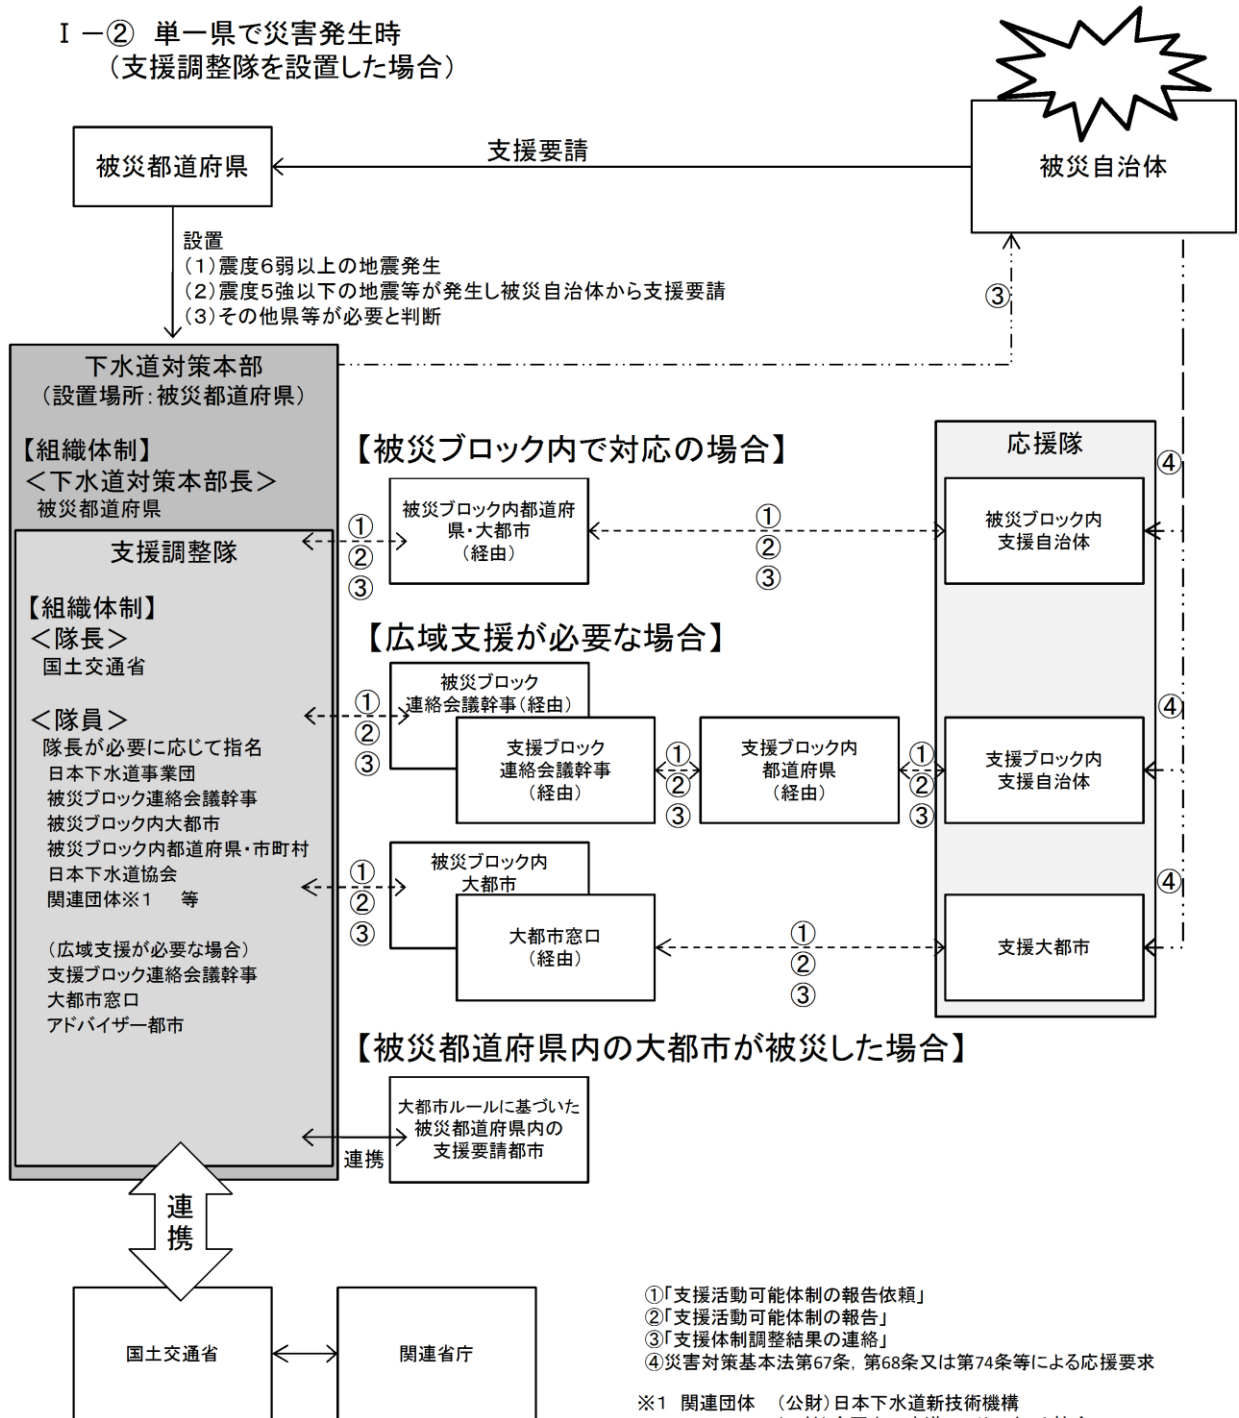 Ⅰ－② 単一県で災害発生時
（支援調整隊を設置した場合）
被災都道府県
支援要請
被災自治体
設置
（１）震度６弱以上の地震発生
（２）震度５強以下の地震等が発生し被災自治体から支援要請
（３）その他県等が必要と判断
③
下水道対策本部
（設置場所：被災都道府県）
【組織体制】
＜下水道対策本部長＞
被災都道府県
支援調整隊
【組織体制】
＜隊長＞
国土交通省
＜隊員＞
隊長が必要に応じて指名
日本下水道事業団
被災ブロック連絡会議幹事
被災ブロック内大都市
被災ブロック内都道府県・市町村
日本下水道協会
関連団体※１　等
（広域支援が必要な場合）
支援ブロック連絡会議幹事
大都市窓口
アドバイザー都市
【被災ブロック内で対応の場合】
①
②
③
被災ブロック内都道府
県・大都市
（経由）
①
②
③
応援隊
被災ブロック内
支援自治体
④
【広域支援が必要な場合】
①
②
③
被災ブロック
連絡会議幹事（経由）
支援ブロック
連絡会議幹事
（経由）
①
②
③
支援ブロック内
都道府県
（経由）
①
②
③
支援ブロック内
支援自治体
④
①
②
③
被災ブロック内
大都市
大都市窓口
（経由）
①
②
③
支援大都市
④
【被災都道府県内の大都市が被災した場合】
連携
大都市ルールに基づいた
被災都道府県内の
支援要請都市
連
携
国土交通省
関連省庁
①「支援活動可能体制の報告依頼」
②「支援活動可能体制の報告」
③「支援体制調整結果の連絡」
④災害対策基本法第67条，第68条又は第74条等による応援要求
※１ 関連団体　（公財）日本下水道新技術機構